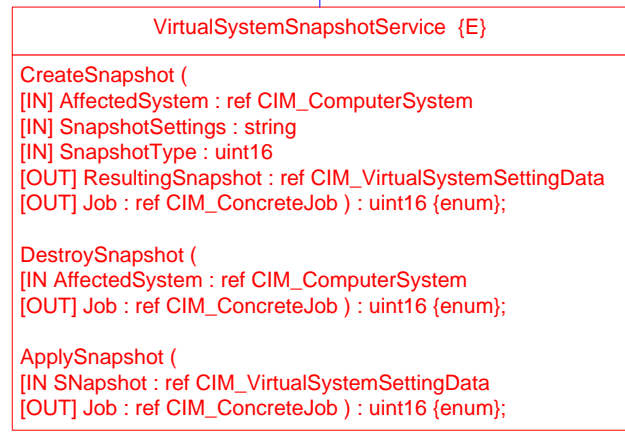 VirtualSystemSnapshotService {E}
CreateSnapshot (
[IN] AffectedSystem : ref CIM_ComputerSystem
[IN] SnapshotSettings : string
[IN] SnapshotType : uint16
[OUT] ResultingSnapshot : ref CIM_VirtualSystemSettingData
[OUT] Job : ref CIM_ConcreteJob ) : uint16 {enum};
DestroySnapshot (
[IN AffectedSystem : ref CIM_ComputerSystem
[OUT] Job : ref CIM_ConcreteJob ) : uint16 {enum};
ApplySnapshot (
[IN SNapshot : ref CIM_VirtualSystemSettingData
[OUT] Job : ref CIM_ConcreteJob ) : uint16 {enum};